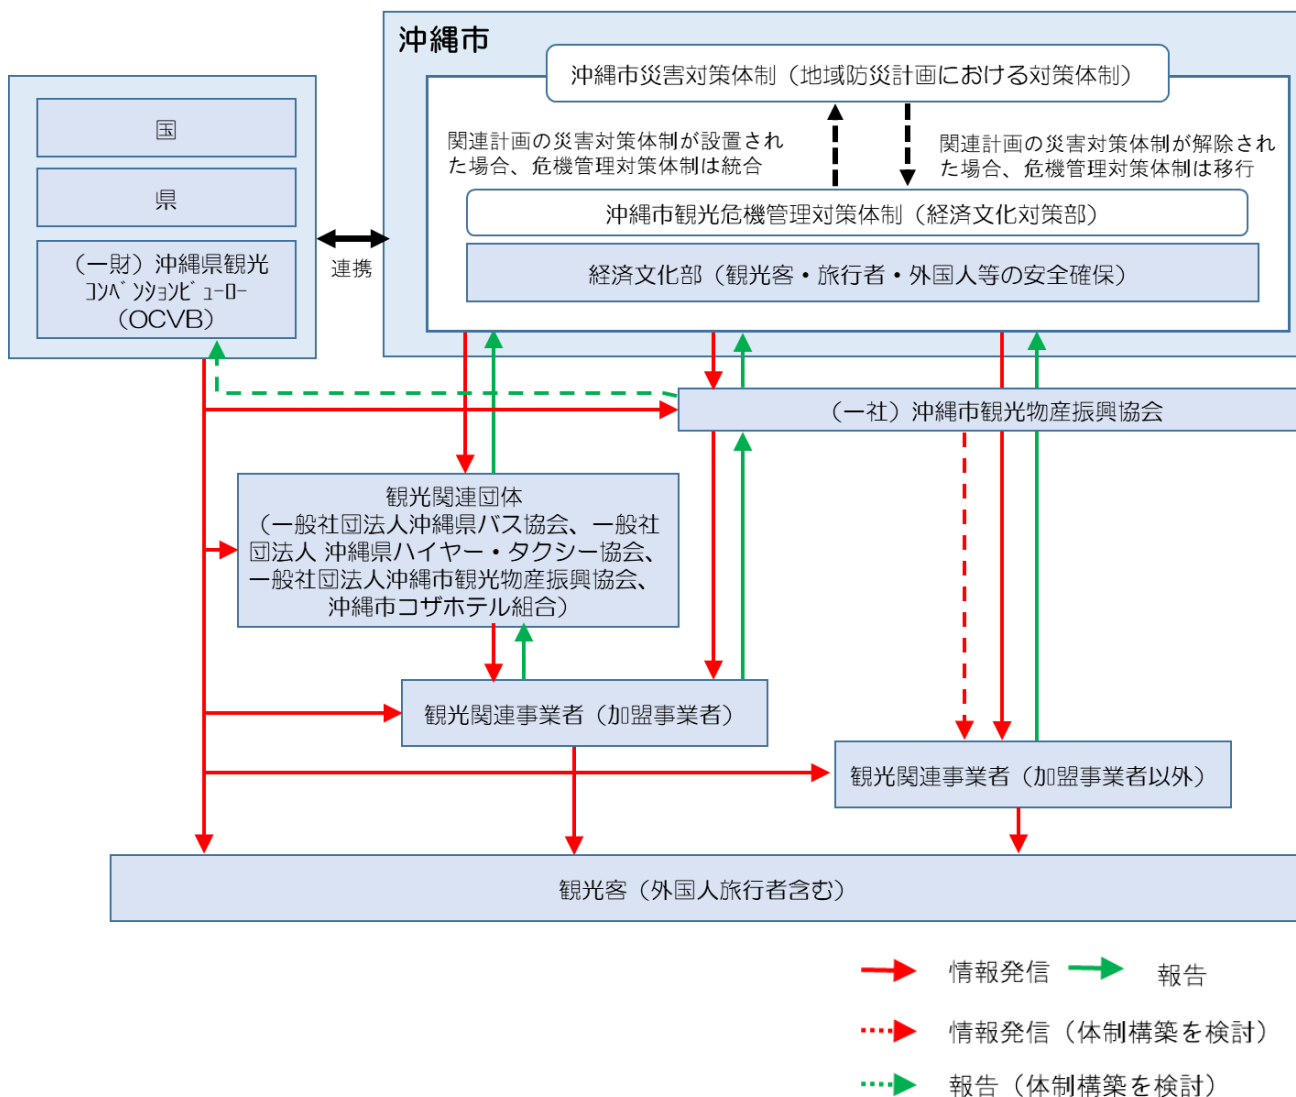 沖縄市
沖縄市災害対策体制（地域防災計画における対策体制）
関連計画の災害対策体制が設置され
た場合、危機管理対策体制は統合
関連計画の災害対策体制が解除され
た場合、危機管理対策体制は移行
沖縄市観光危機管理対策体制（経済文化対策部）
経済文化部（観光客・旅行者・外国人等の安全確保）
国
県
（一財）沖縄県観光
ｺﾝﾍﾞﾝｼｮﾝﾋﾞｭｰﾛｰ
（OCVB）
連携
（一社）沖縄市観光物産振興協会
観光関連団体
（一般社団法人沖縄県バス協会、一般社
団法人 沖縄県ハイヤー・タクシー協会、
一般社団法人沖縄市観光物産振興協会、
沖縄市コザホテル組合）
観光関連事業者（加盟事業者）
観光関連事業者（加盟事業者以外）
観光客（外国人旅行者含む）
情報発信
報告
情報発信（体制構築を検討）
報告（体制構築を検討）